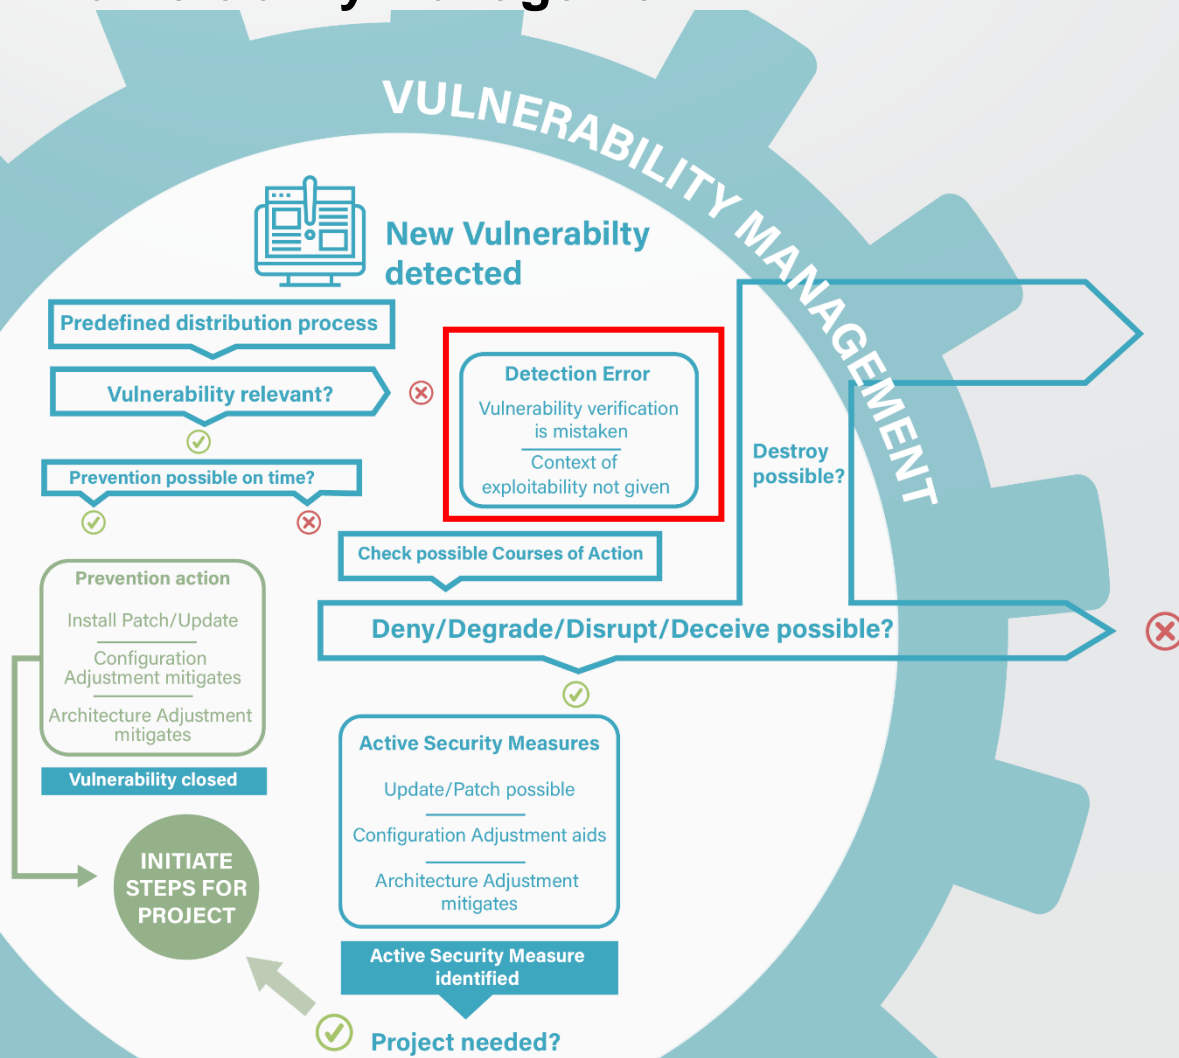 VULNERABILITY MANAGEMENT
New Vulnerabilty
detected
Predefined distribution process
Vulnerability relevant?
Detection Error
Vulnerability verification
is mistaken
Context of
exploitability not given
Destroy
possible?
Prevention possible on time?
Check possible Courses of Action
Prevention action
Install Patch/Update
Configuration
Adjustment mitigates
Architecture Adjustment
mitigates
Vulnerability closed
Deny/Degrade/Disrupt/Deceive possible?
Active Security Measures
Update/Patch possible
Configuration Adjustment aids
Architecture Adjustment
mitigates
INITIATE
STEPS FOR
PROJECT
Active Security Measure
identified
Project needed?